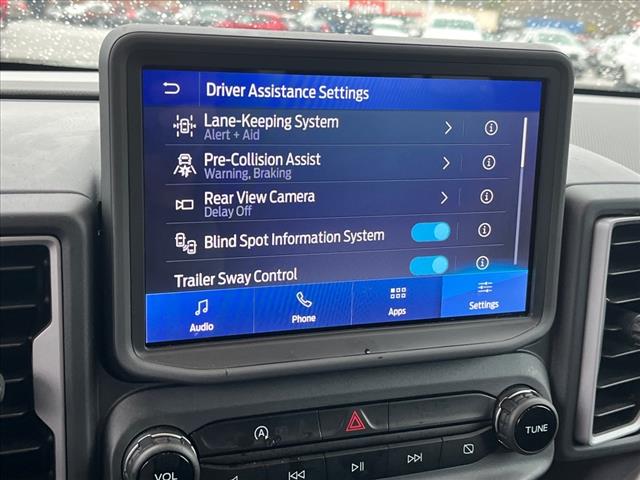 Driver Assistance Settings
Lane-Keeping System
Alert + Aid
Pre-Collision Assist
Warning, Braking
Rear View Camera
Delay Off
Blind Spot Information System
Trailer Sway Control
Audio
Phone
Apps
Settings
VOL
TUNE